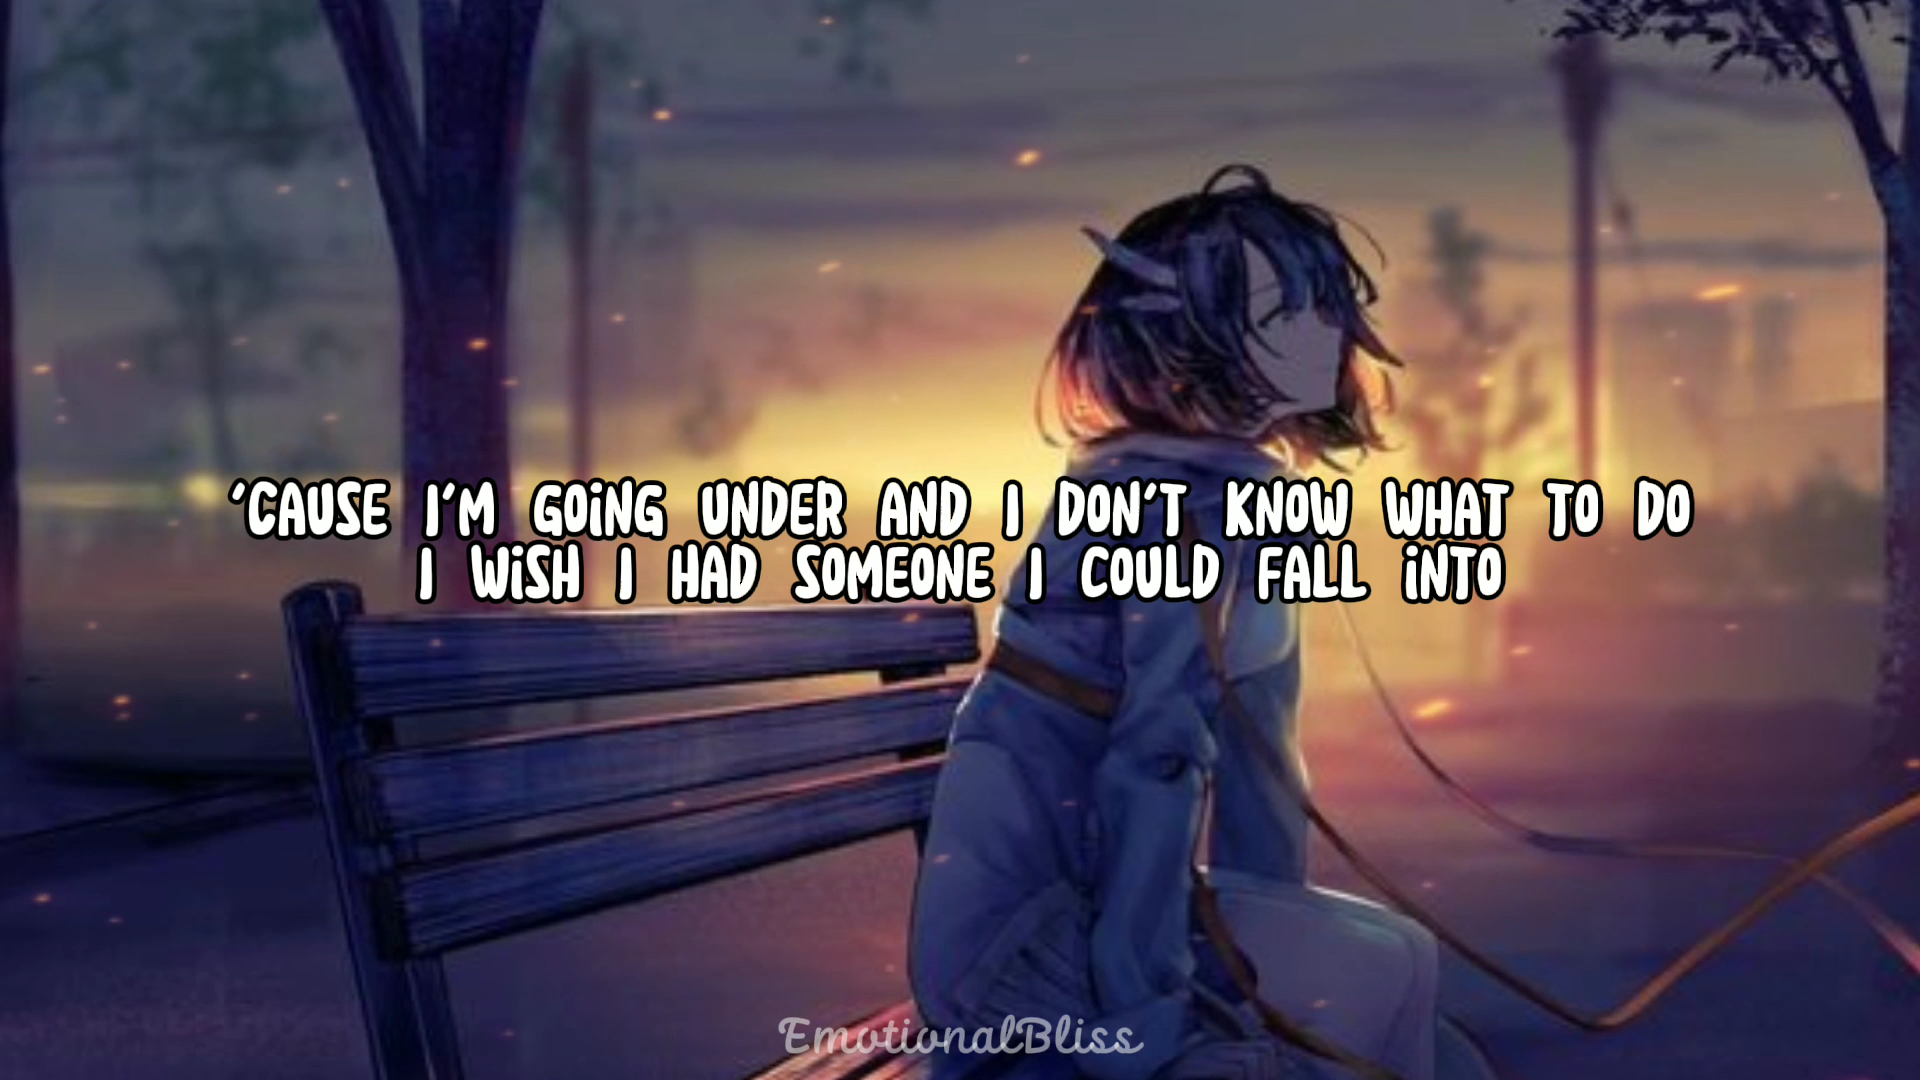 'CAUSE I'M GOING UNDER AND I DON'T KNOW WHAT TO DO
I WISH I HAD SOMEONE I COULD FALL INTO
EmotionalBliss